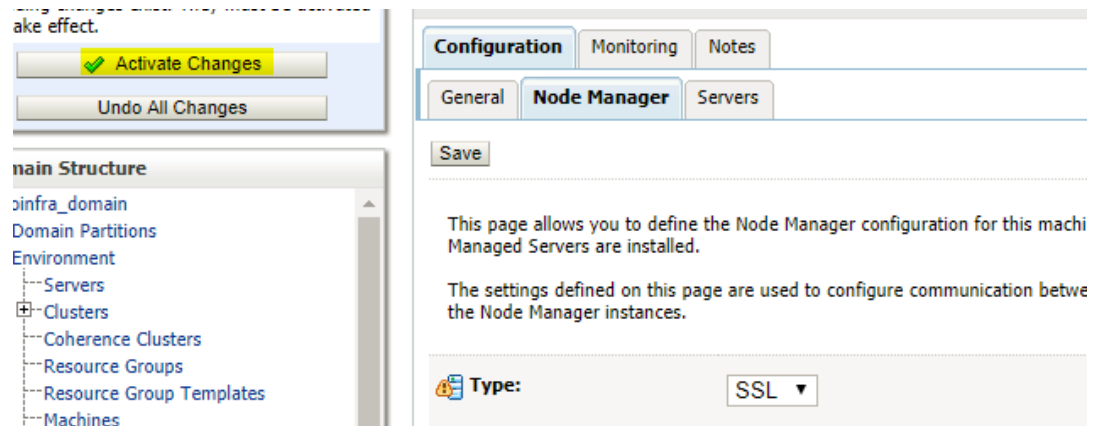 ake effect.
Activate Changes
Undo All Changes
main Structure
oinfra_domain
Domain Partitions
Environment
Servers
Clusters
Coherence Clusters
Resource Groups
Resource Group Templates
Machines
Configuration Monitoring Notes
General Node Manager Servers
Save
This page allows you to define the Node Manager configuration for this machi
Managed Servers are installed.
The settings defined on this page are used to configure communication betwe
the Node Manager instances.
Type: SSL